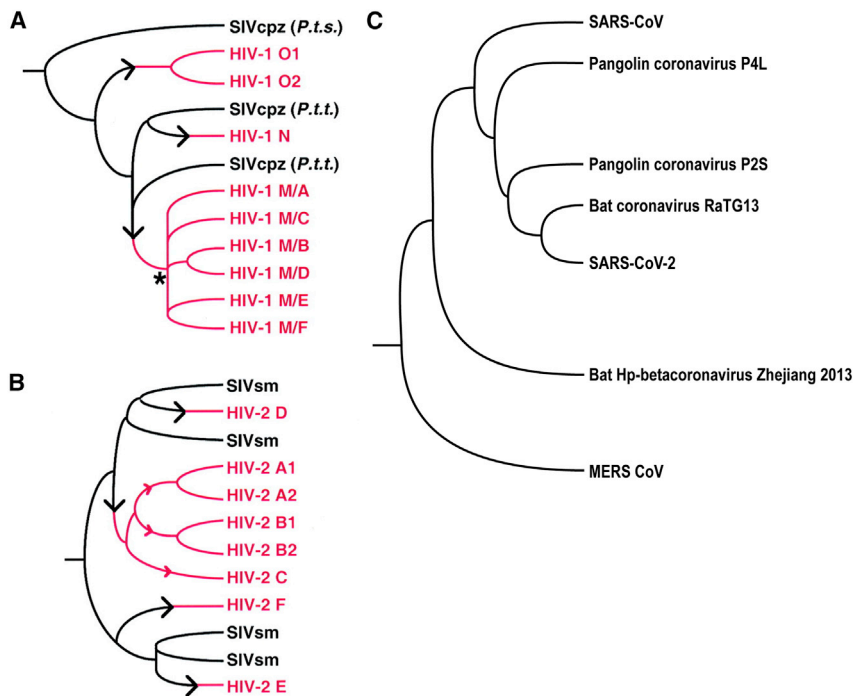 A
SIVcpz (P.t.s.)
HIV-1 O1
HIV-1 O2
SIVcpz (P.t.t.)
HIV-1 N
SIVcpz (P.t.t.)
HIV-1 M/A
HIV-1 M/C
HIV-1 M/B
HIV-1 M/D
*
HIV-1 M/E
HIV-1 M/F
B
SIVsm
HIV-2 D
SIVsm
HIV-2 A1
HIV-2 A2
HIV-2 B1
HIV-2 B2
HIV-2 C
HIV-2 F
SIVsm
SIVsm
HIV-2 E
C
SARS-CoV
Pangolin coronavirus P4L
Pangolin coronavirus P2S
Bat coronavirus RaTG13
SARS-CoV-2
Bat Hp-betacoronavirus Zhejiang 2013
MERS CoV